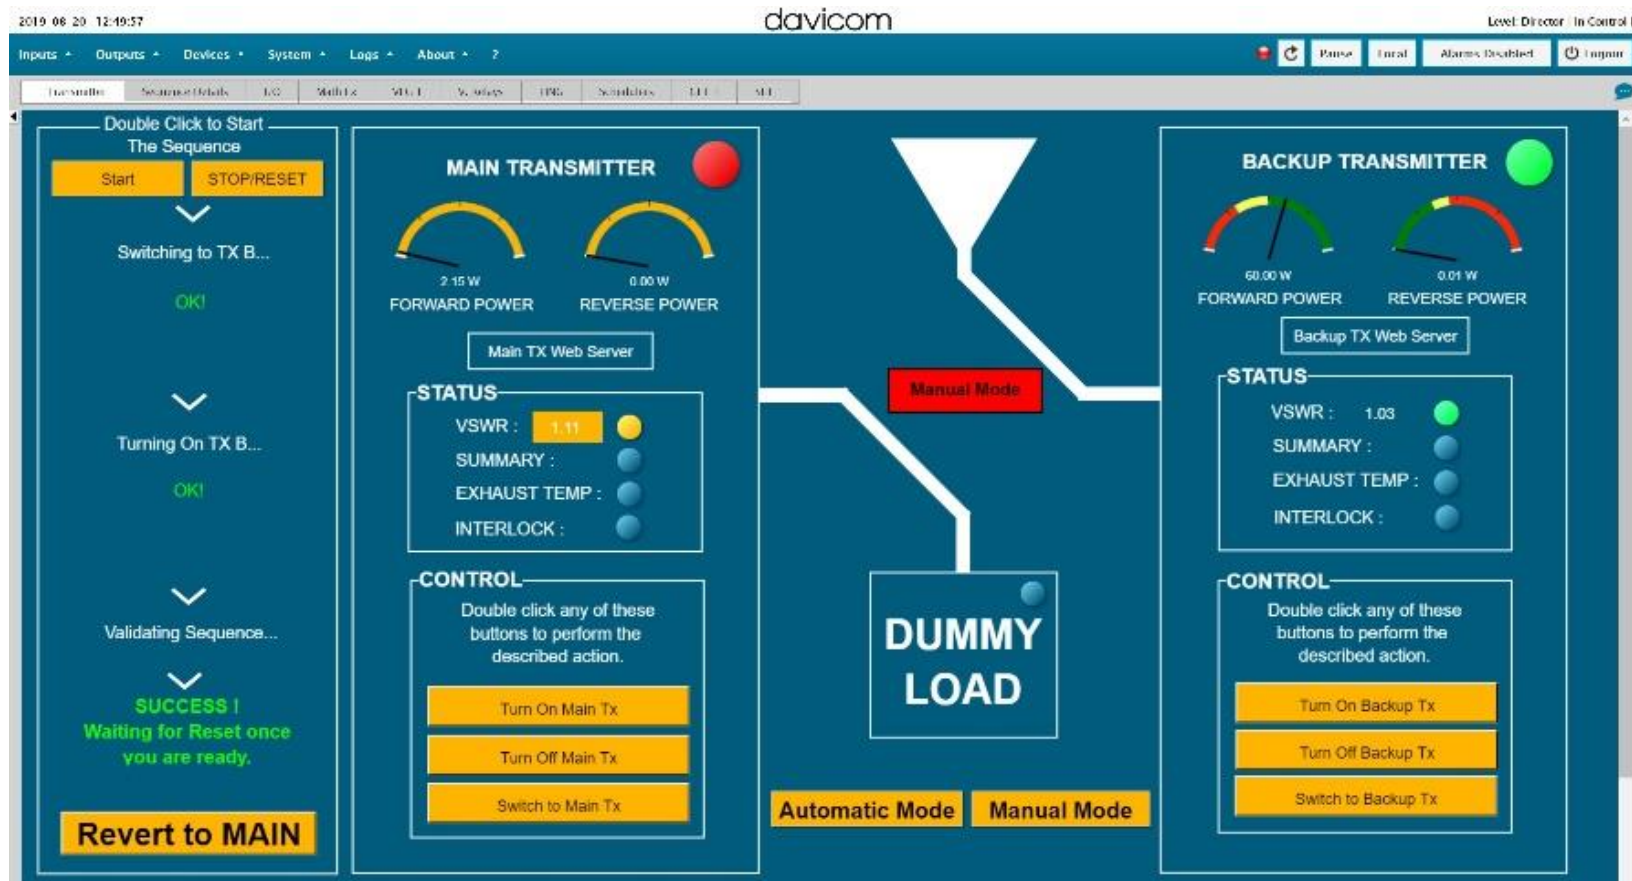 2019 08 20 12:49:57
davicom
Level: Director In Control
Inputs Outputs Devices System Logs About ?
Pause Local Alarms Disabled Logout
Transmitter Sequence Details I/O
Double Click to Start
The Sequence
Start STOP/RESET
Switching to TX B...
OK!
Turning On TX B...
OK!
Validating Sequence...
SUCCESS !
Waiting for Reset once
you are ready.
Revert to MAIN
MAIN TRANSMITTER
2.15 W 0.00 W
FORWARD POWER REVERSE POWER
Main TX Web Server
STATUS
VSWR : 1.11
SUMMARY :
EXHAUST TEMP :
INTERLOCK :
CONTROL
Double click any of these
buttons to perform the
described action.
Turn On Main Tx
Turn Off Main Tx
Switch to Main Tx
Manual Mode
DUMMY
LOAD
Automatic Mode Manual Mode
BACKUP TRANSMITTER
60.00 W 0.01 W
FORWARD POWER REVERSE POWER
Backup TX Web Server
STATUS
VSWR : 1.03
SUMMARY :
EXHAUST TEMP :
INTERLOCK :
CONTROL
Double click any of these
buttons to perform the
described action.
Turn On Backup Tx
Turn Off Backup Tx
Switch to Backup Tx